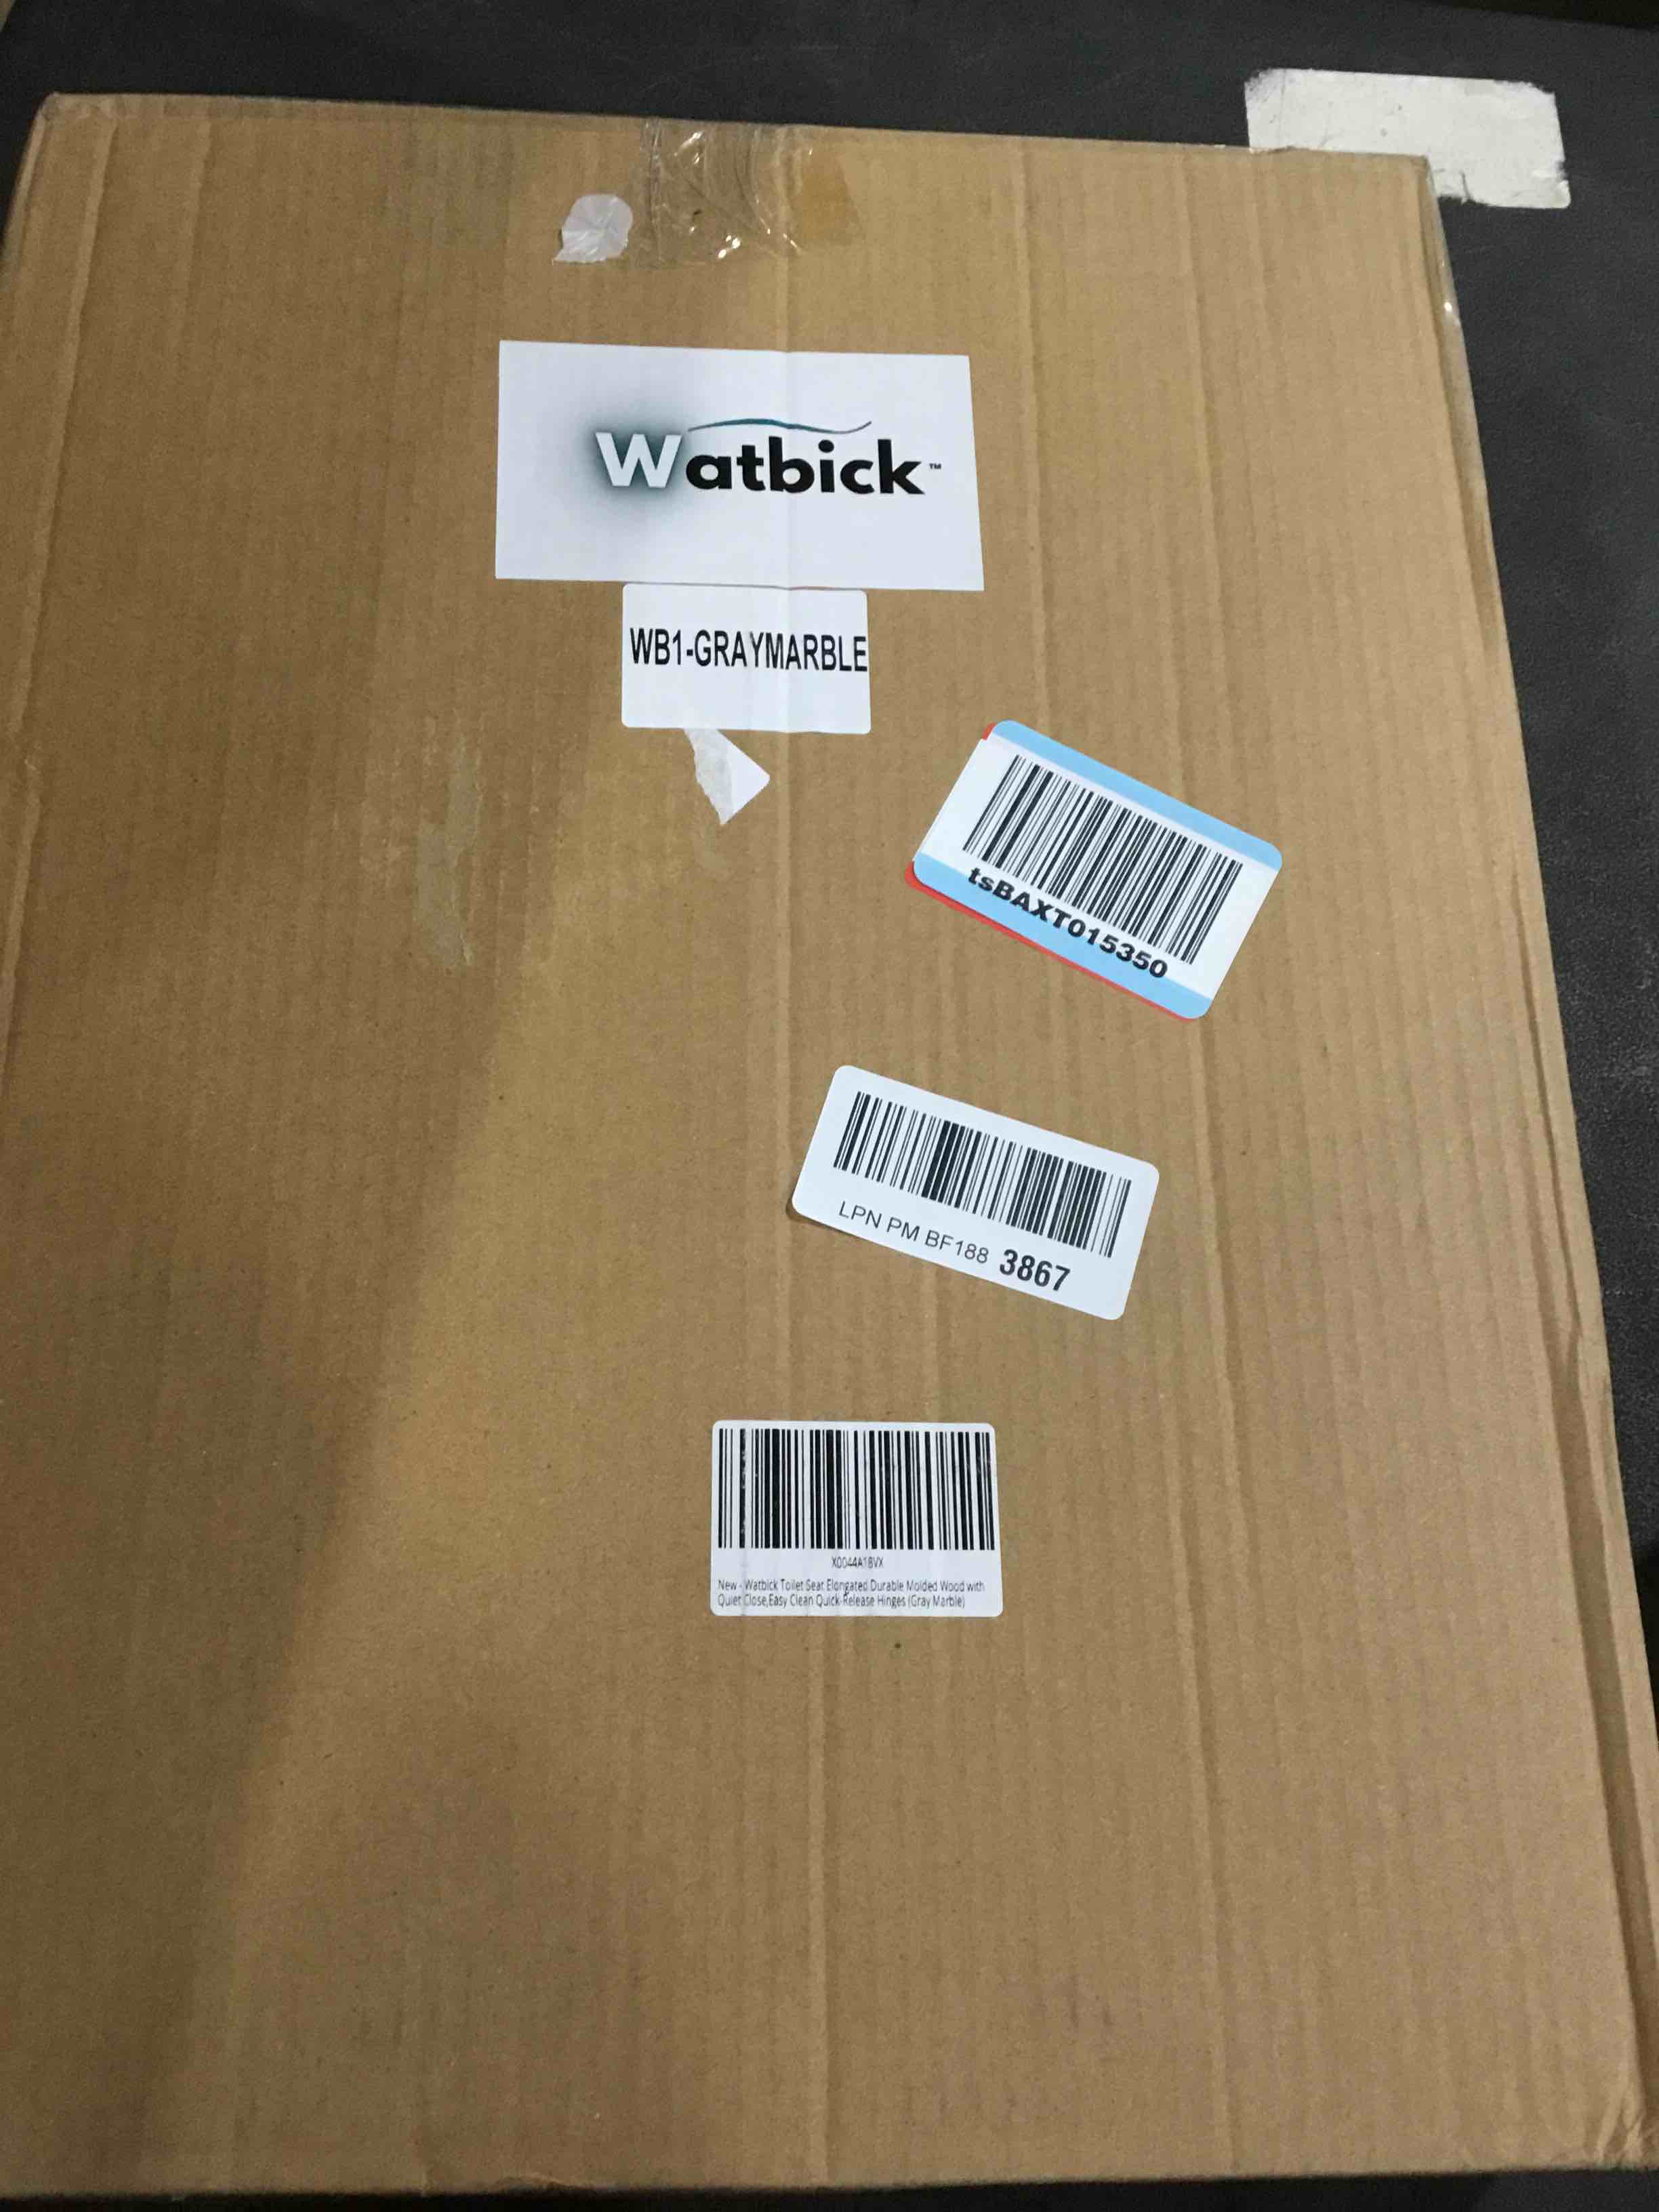 Watbick™
WB1-GRAYMARBLE
tsBAXT015350
LPN PM BF188 3867
X0044A18VX
New - Watbick Toilet Seat Elongated Durable Molded Wood with
Quiet Close,Easy Clean Quick-Release Hinges (Gray Marble)